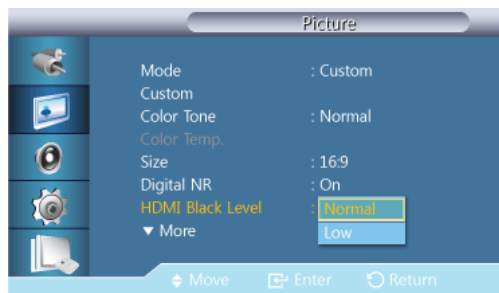 Picture
Mode : Custom
Custom
Color Tone : Normal
Color Temp.
Size : 16:9
Digital NR : On
HDMI Black Level : Normal
▼ More Low
Move Enter Return